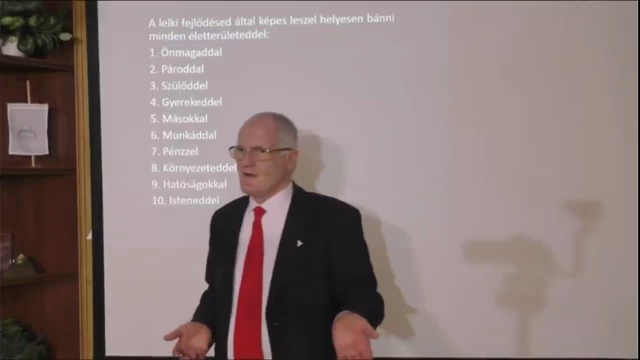 A lelki fejlődésed által képes leszel helyesen bánni
minden életterületeddel:
1. Önmagaddal
2. Pároddal
3. Szülőddel
4. Gyerekeddel
5. Másokkal
6. Munkáddal
7. Pénzzel
8. Környezeteddel
9. Hatóságokkal
10. Isteneddel